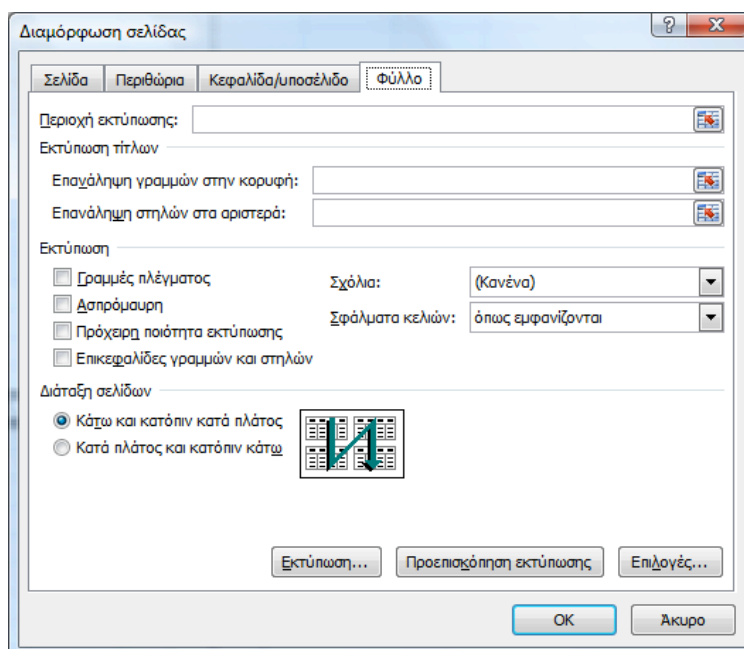 Διαμόρφωση σελίδας
Σελίδα Περιθώρια Κεφαλίδα/υποσέλιδο Φύλλο
Περιοχή εκτύπωσης:
Εκτύπωση τίτλων
Επανάληψη γραμμών στην κορυφή:
Επανάληψη στηλών στα αριστερά:
Εκτύπωση
Γραμμές πλέγματος Σχόλια: (Κανένα)
Ασπρόμαυρη
Πρόχειρη ποιότητα εκτύπωσης Σφάλματα κελιών: όπως εμφανίζονται
Επικεφαλίδες γραμμών και στηλών
Διάταξη σελίδων
Κάτω και κατόπιν κατά πλάτος
Κατά πλάτος και κατόπιν κάτω
Εκτύπωση... Προεπισκόπηση εκτύπωσης Επιλογές...
OK Άκυρο